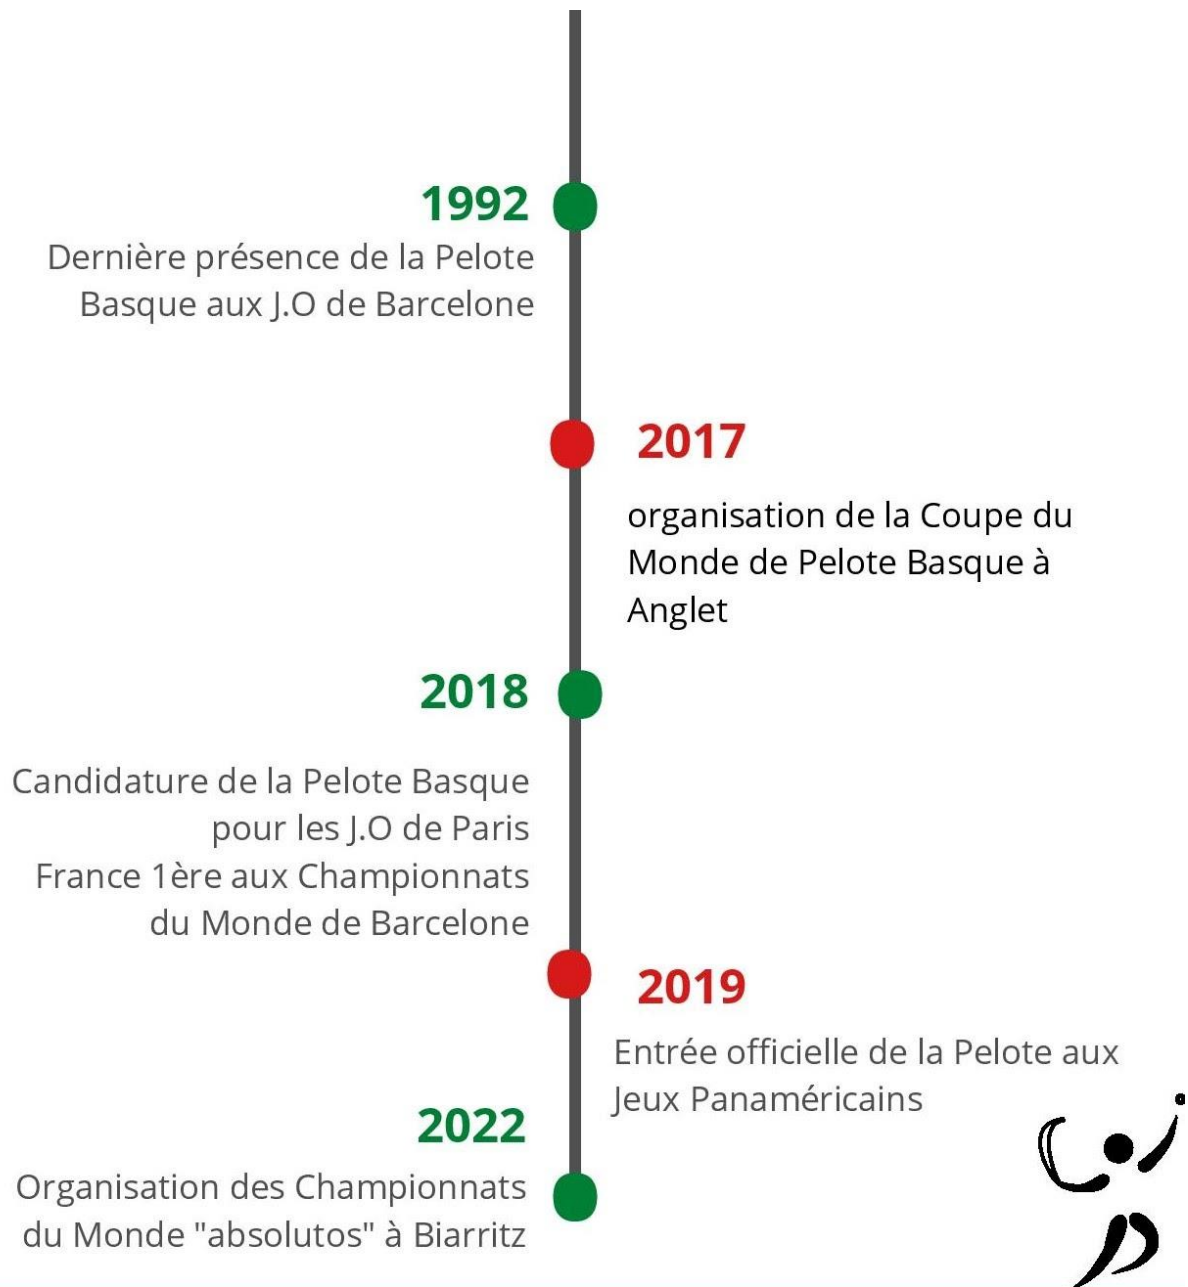 1992
Dernière présence de la Pelote
Basque aux J.O de Barcelone
2017
organisation de la Coupe du
Monde de Pelote Basque à
Anglet
2018
Candidature de la Pelote Basque
pour les J.O de Paris
France 1ère aux Championnats
du Monde de Barcelone
2019
Entrée officielle de la Pelote aux
Jeux Panaméricains
2022
Organisation des Championnats
du Monde "absolutos" à Biarritz